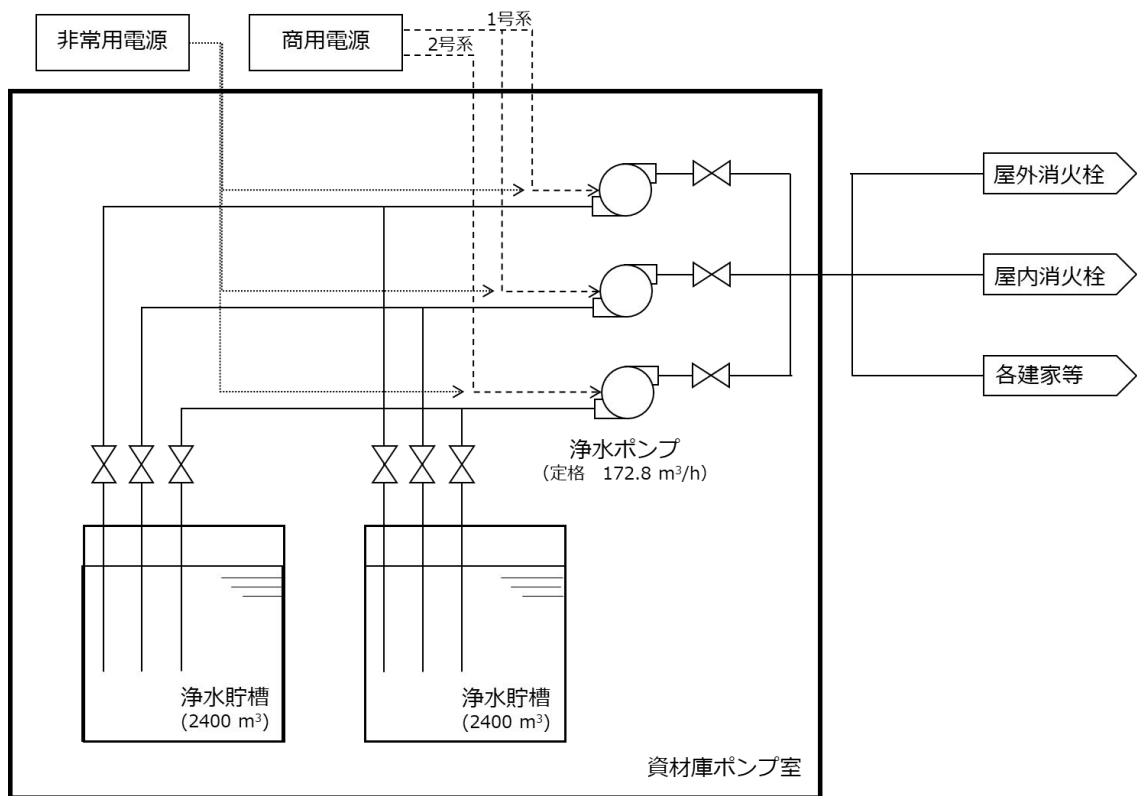 非常用電源
商用電源
1号系
2号系
屋外消火栓
屋内消火栓
各建家等
浄水ポンプ
(定格　172.8 m³/h)
浄水貯槽
(2400 m³)
浄水貯槽
(2400 m³)
資材庫ポンプ室